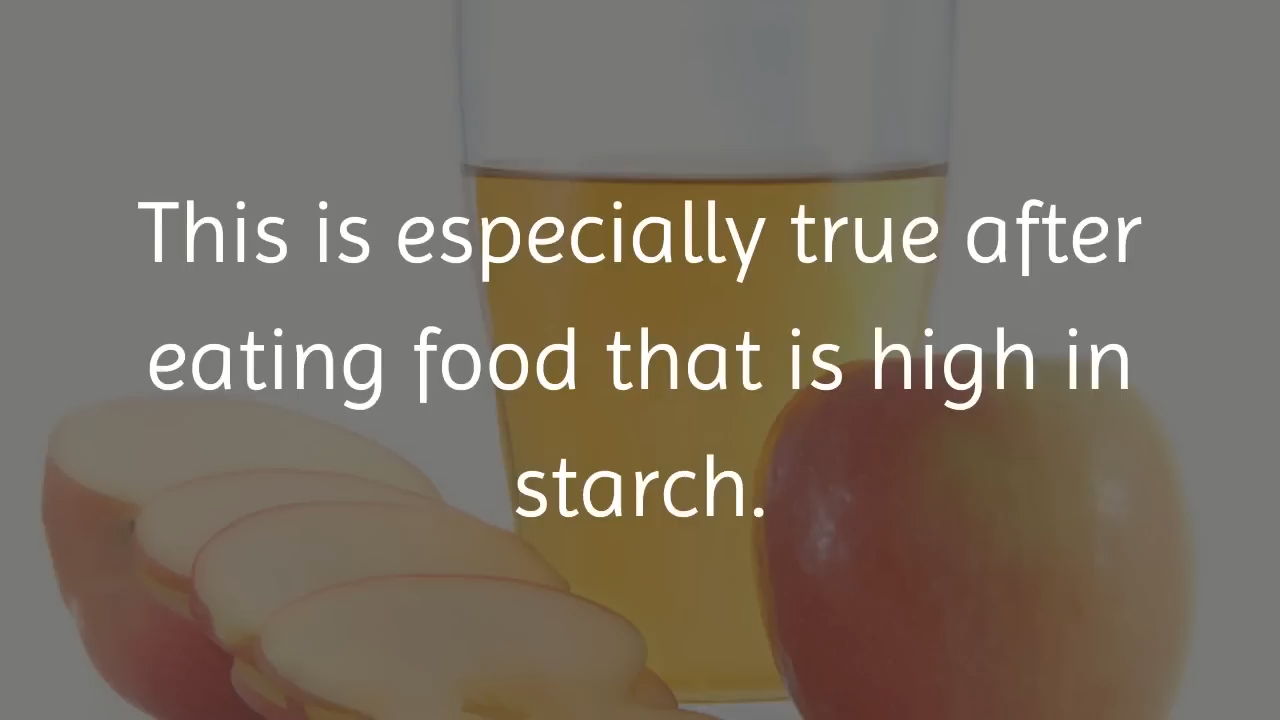 This is especially true after
eating food that is high in
starch.